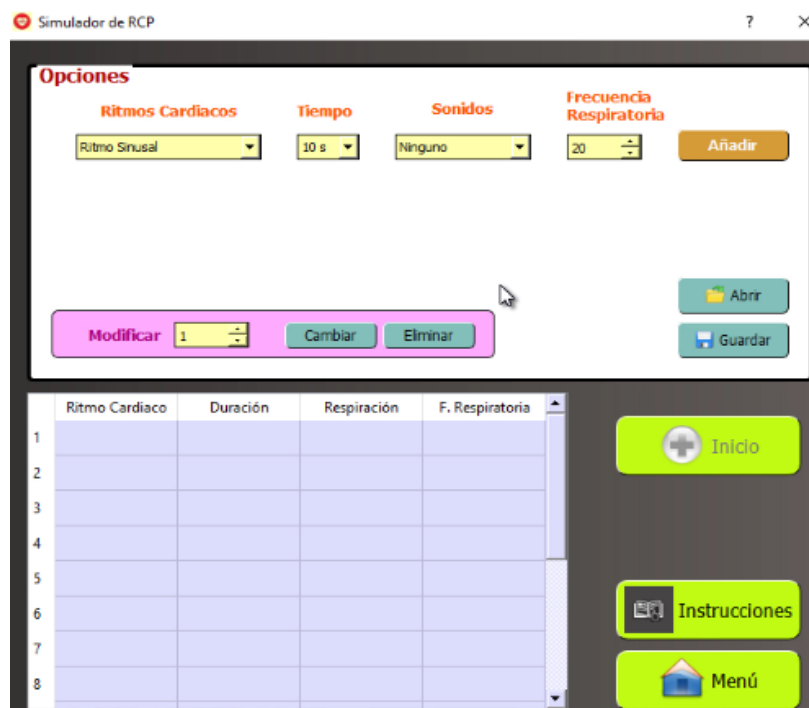 Simulador de RCP
Opciones
Ritmos Cardiacos
Tiempo
Sonidos
Frecuencia
Respiratoria
Ritmo Sinusal
10 s
Ninguno
20
Añadir
Abrir
Modificar 1 Cambiar Eliminar
Guardar
Ritmo Cardiaco Duración Respiración F. Respiratoria
1
2
3
4
5
6
7
8
Inicio
Instrucciones
Menú